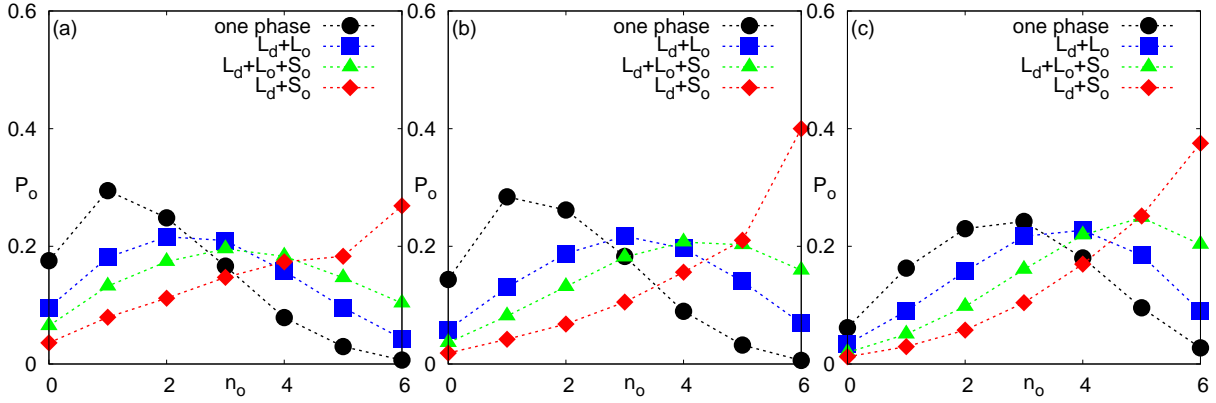 (a)
one phase
L_d+L_o
L_d+L_o+S_o
L_d+S_o
0.6
0.4
0.2
0
P_o
0 2 4 6
n_o
(b)
one phase
L_d+L_o
L_d+L_o+S_o
L_d+S_o
0.6
0.4
0.2
0
P_o
0 2 4 6
n_o
(c)
one phase
L_d+L_o
L_d+L_o+S_o
L_d+S_o
0.6
0.4
0.2
0
P_o
0 2 4 6
n_o